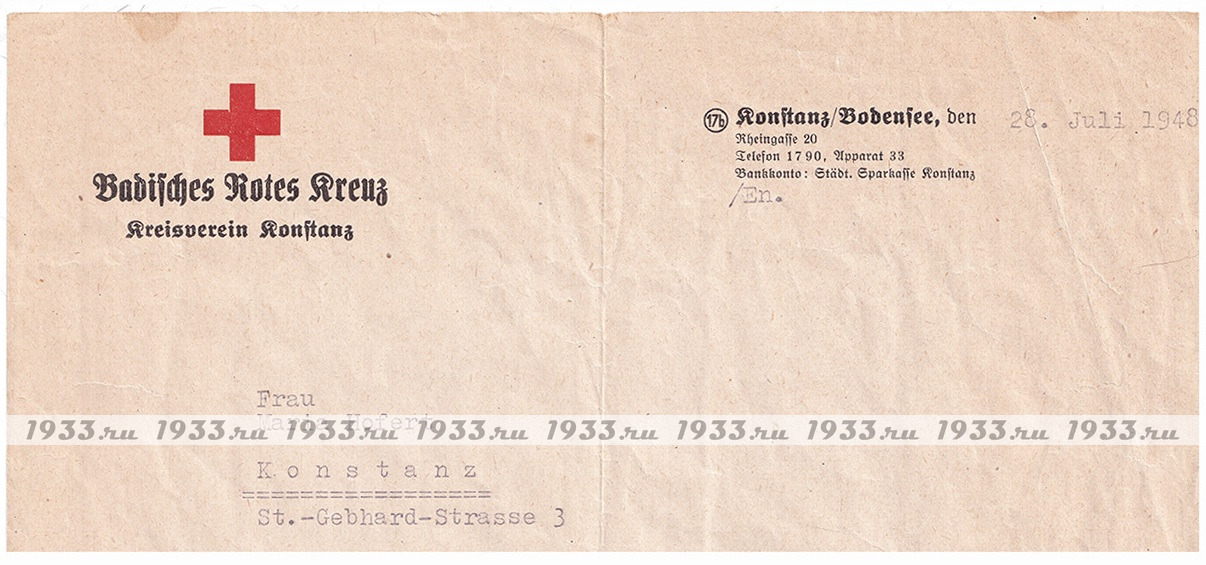 Badisches Rotes Kreuz
Kreisverein Konstanz
17b Konstanz/Bodensee, den 28. Juli 1948
Rheingasse 20
Telefon 1790, Apparat 33
Bankkonto: Städt. Sparkasse Konstanz
/En.
Frau
Maria Hofert
1933.ru 1933.ru 1933.ru 1933.ru 1933.ru 1933.ru 1933.ru 1933.ru 1933.ru
Konstanz
=================
St.-Gebhard-Strasse 3